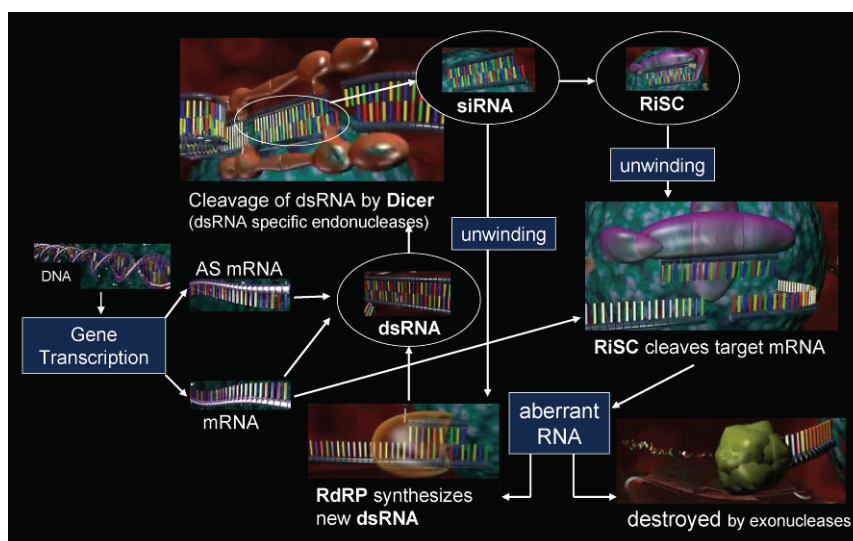 siRNA
RiSC
unwinding
Cleavage of dsRNA by Dicer
(dsRNA specific endonucleases)
unwinding
DNA
AS mRNA
dsRNA
Gene
Transcription
RiSC cleaves target mRNA
mRNA
aberrant
RNA
RdRP synthesizes
new dsRNA
destroyed by exonucleases